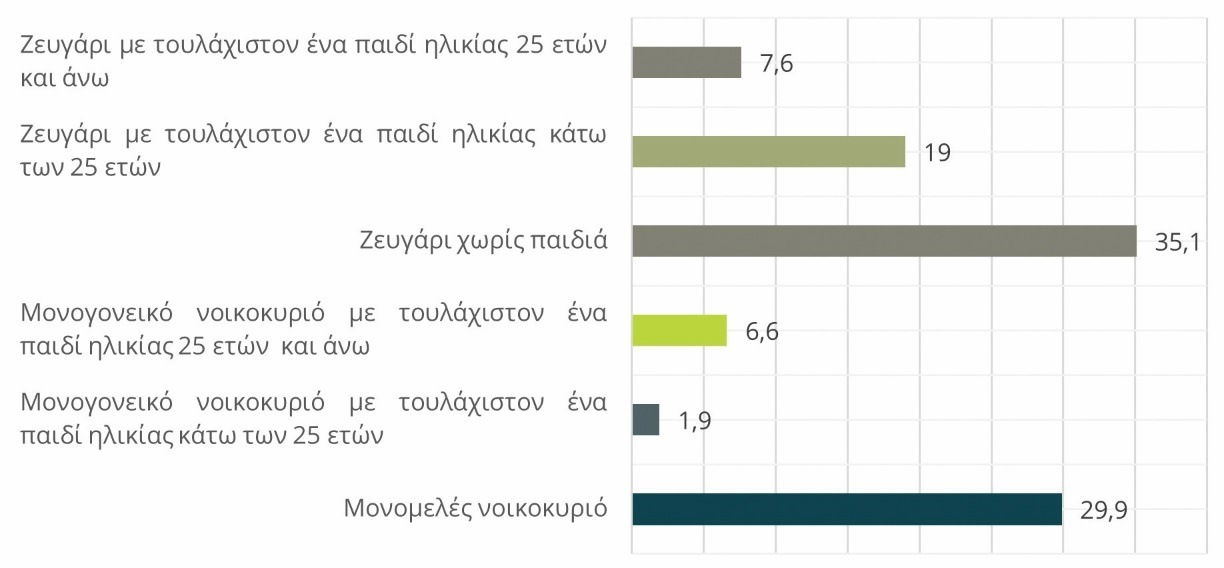 Ζευγάρι με τουλάχιστον ένα παιδί ηλικίας 25 ετών
και άνω
7,6
Ζευγάρι με τουλάχιστον ένα παιδί ηλικίας κάτω
των 25 ετών
19
Ζευγάρι χωρίς παιδιά
35,1
Μονογονεικό νοικοκυριό με τουλάχιστον ένα
παιδί ηλικίας 25 ετών και άνω
6,6
Μονογονεικό νοικοκυριό με τουλάχιστον ένα
παιδί ηλικίας κάτω των 25 ετών
1,9
Μονομελές νοικοκυριό
29,9